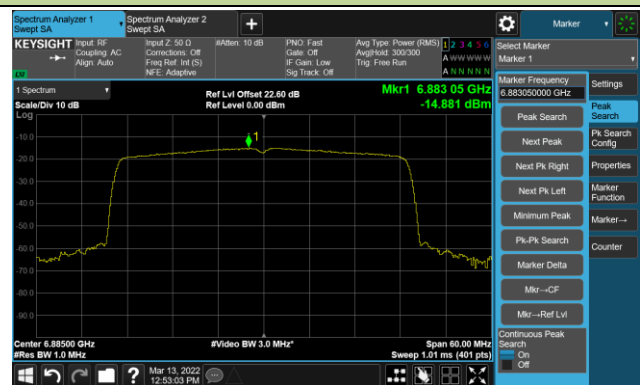 Spectrum Analyzer 1
Swept SA
Spectrum Analyzer 2
Swept SA
Marker
KEYSIGHT
Input: RF
Coupling: AC
Align: Auto
Input Z: 50 Ω
Corrections: Off
Freq Ref: Int (S)
NFE: Adaptive
#Atten: 10 dB
PNO: Fast
Gate: Off
IF Gain: Low
Sig Track: Off
Avg Type: Power (RMS)
Avg|Hold: 300/300
Trig: Free Run
1 2 3 4 5 6
A W W W W W
A N N N N N
LXI
Select Marker
Marker 1
Marker Frequency
6.883050000 GHz
Peak Search
Next Peak
Next Pk Right
Next Pk Left
Minimum Peak
Pk-Pk Search
Marker Delta
Mkr→CF
Mkr→Ref Lvl
Continuous Peak
Search
On
Off
Settings
Peak
Search
Pk Search
Config
Properties
Marker
Function
Marker→
Counter
1 Spectrum
Scale/Div 10 dB
Log
Ref Lvl Offset 22.60 dB
Ref Level 0.00 dBm
Mkr1 6.883 05 GHz
-14.881 dBm
1
-10.0
-20.0
-30.0
-40.0
-50.0
-60.0
-70.0
-80.0
-90.0
Center 6.88500 GHz
#Res BW 1.0 MHz
#Video BW 3.0 MHz*
Span 60.00 MHz
Sweep 1.01 ms (401 pts)
Mar 13, 2022
12:53:03 PM